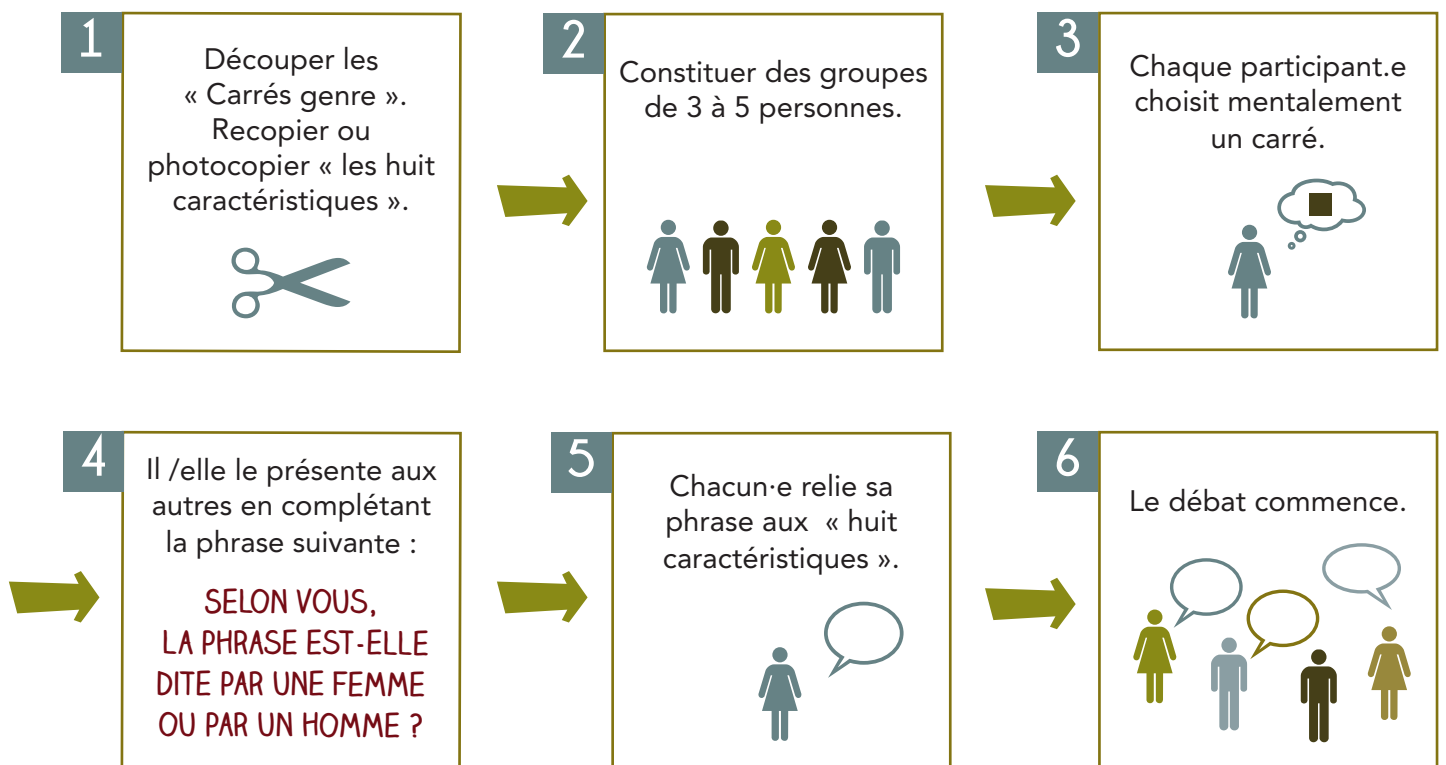 1
Découper les
« Carrés genre ».
Recopier ou
photocopier « les huit
caractéristiques ».
2
Constituer des groupes
de 3 à 5 personnes.
3
Chaque participant.e
choisit mentalement
un carré.
4
Il /elle le présente aux
autres en complétant
la phrase suivante :
SELON VOUS,
LA PHRASE EST-ELLE
DITE PAR UNE FEMME
OU PAR UN HOMME ?
5
Chacun·e relie sa
phrase aux « huit
caractéristiques ».
6
Le débat commence.